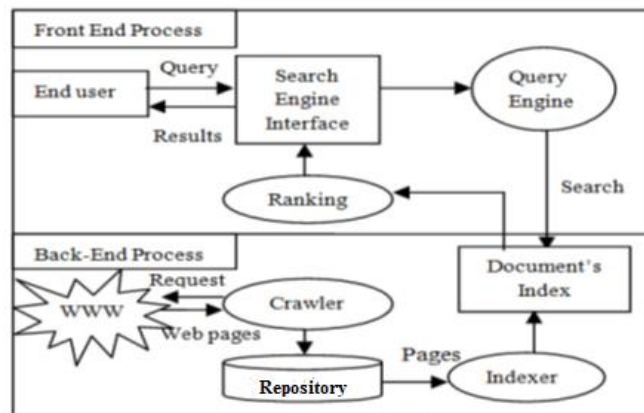 Front End Process
End user
Query
Results
Search
Engine
Interface
Query
Engine
Ranking
Search
Back-End Process
WWW
Request
Web pages
Crawler
Document's
Index
Repository
Pages
Indexer